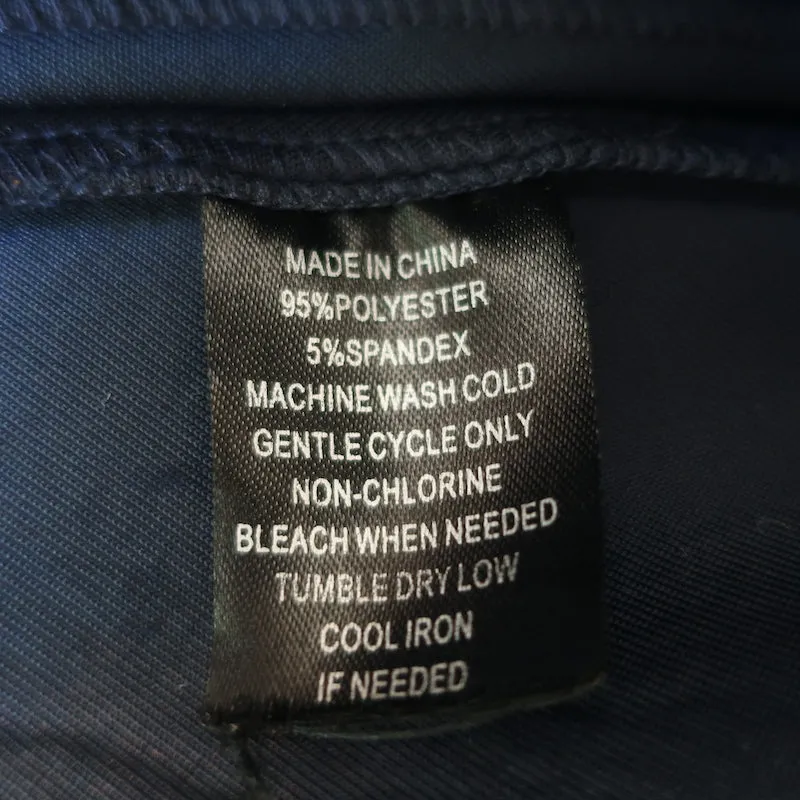 MADE IN CHINA
95%POLYESTER
5%SPANDEX
MACHINE WASH COLD
GENTLE CYCLE ONLY
NON-CHLORINE
BLEACH WHEN NEEDED
TUMBLE DRY LOW
COOL IRON
IF NEEDED